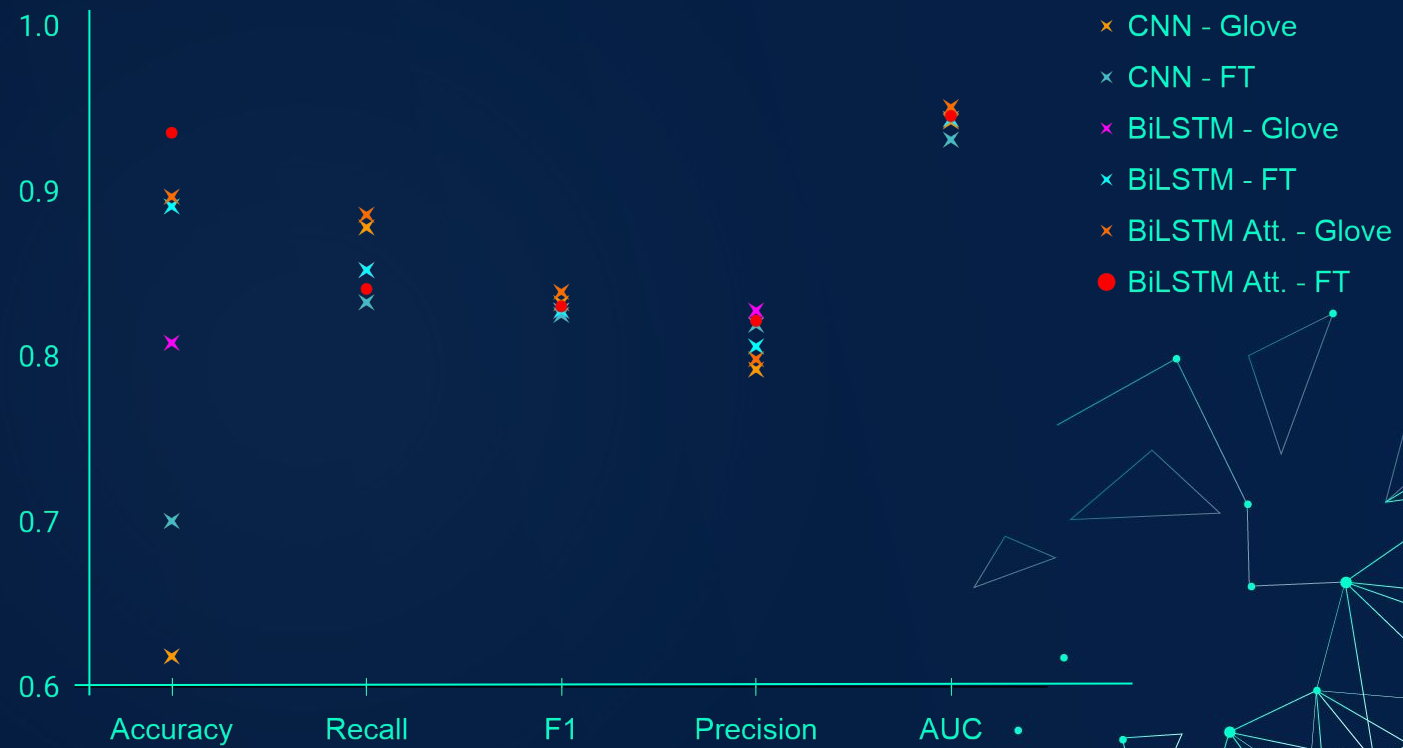 1.0
0.9
0.8
0.7
0.6
Accuracy Recall F1 Precision AUC
CNN - Glove
CNN - FT
BiLSTM - Glove
BiLSTM - FT
BiLSTM Att. - Glove
BiLSTM Att. - FT